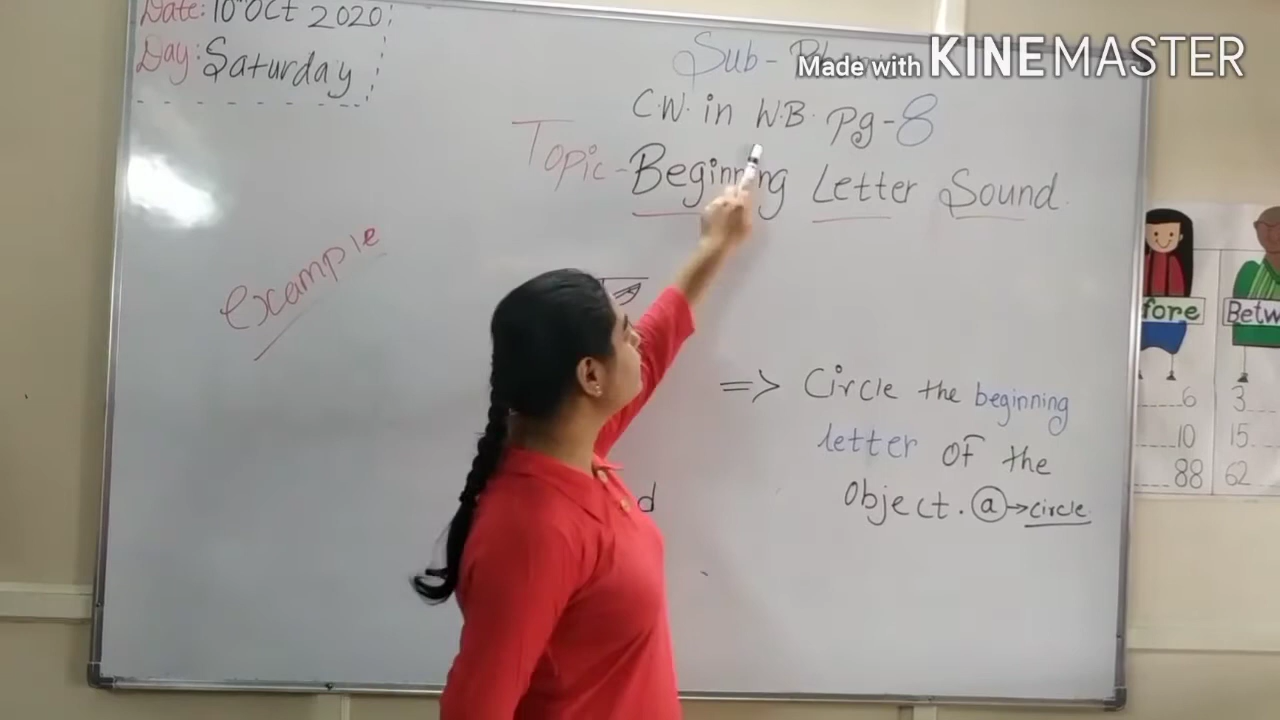 Date: 10 Oct 2020
Day: Saturday
Sub-
Made with KINEMASTER
C.W. in W.B. Pg-8
Topic-Beginning Letter Sound.
example
=> Circle the beginning
letter of the
Object. a→circle
d
fore
Betw
6
10
88
3
15
62